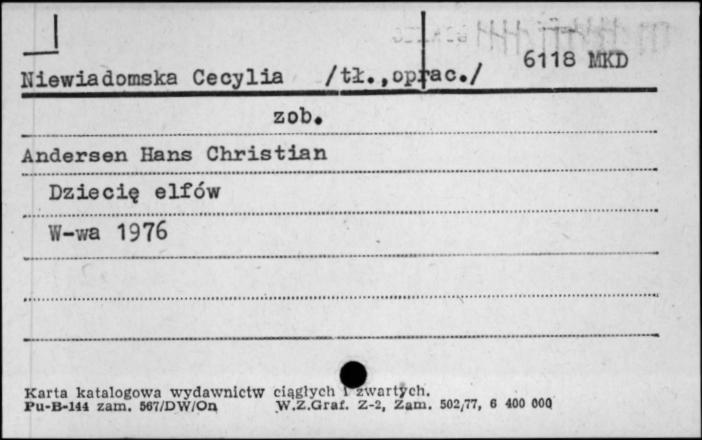 6118 MKD
Niewiadomska Cecylia /tł.,oprac./
zob.
Andersen Hans Christian
Dziecię elfów
W-wa 1976
Karta katalogowa wydawnictw ciągłych i zwartych.
Pu-B-144 zam. 567/DW/On W.Z.Graf. Z-2, Zam. 502/77, 6 400 000